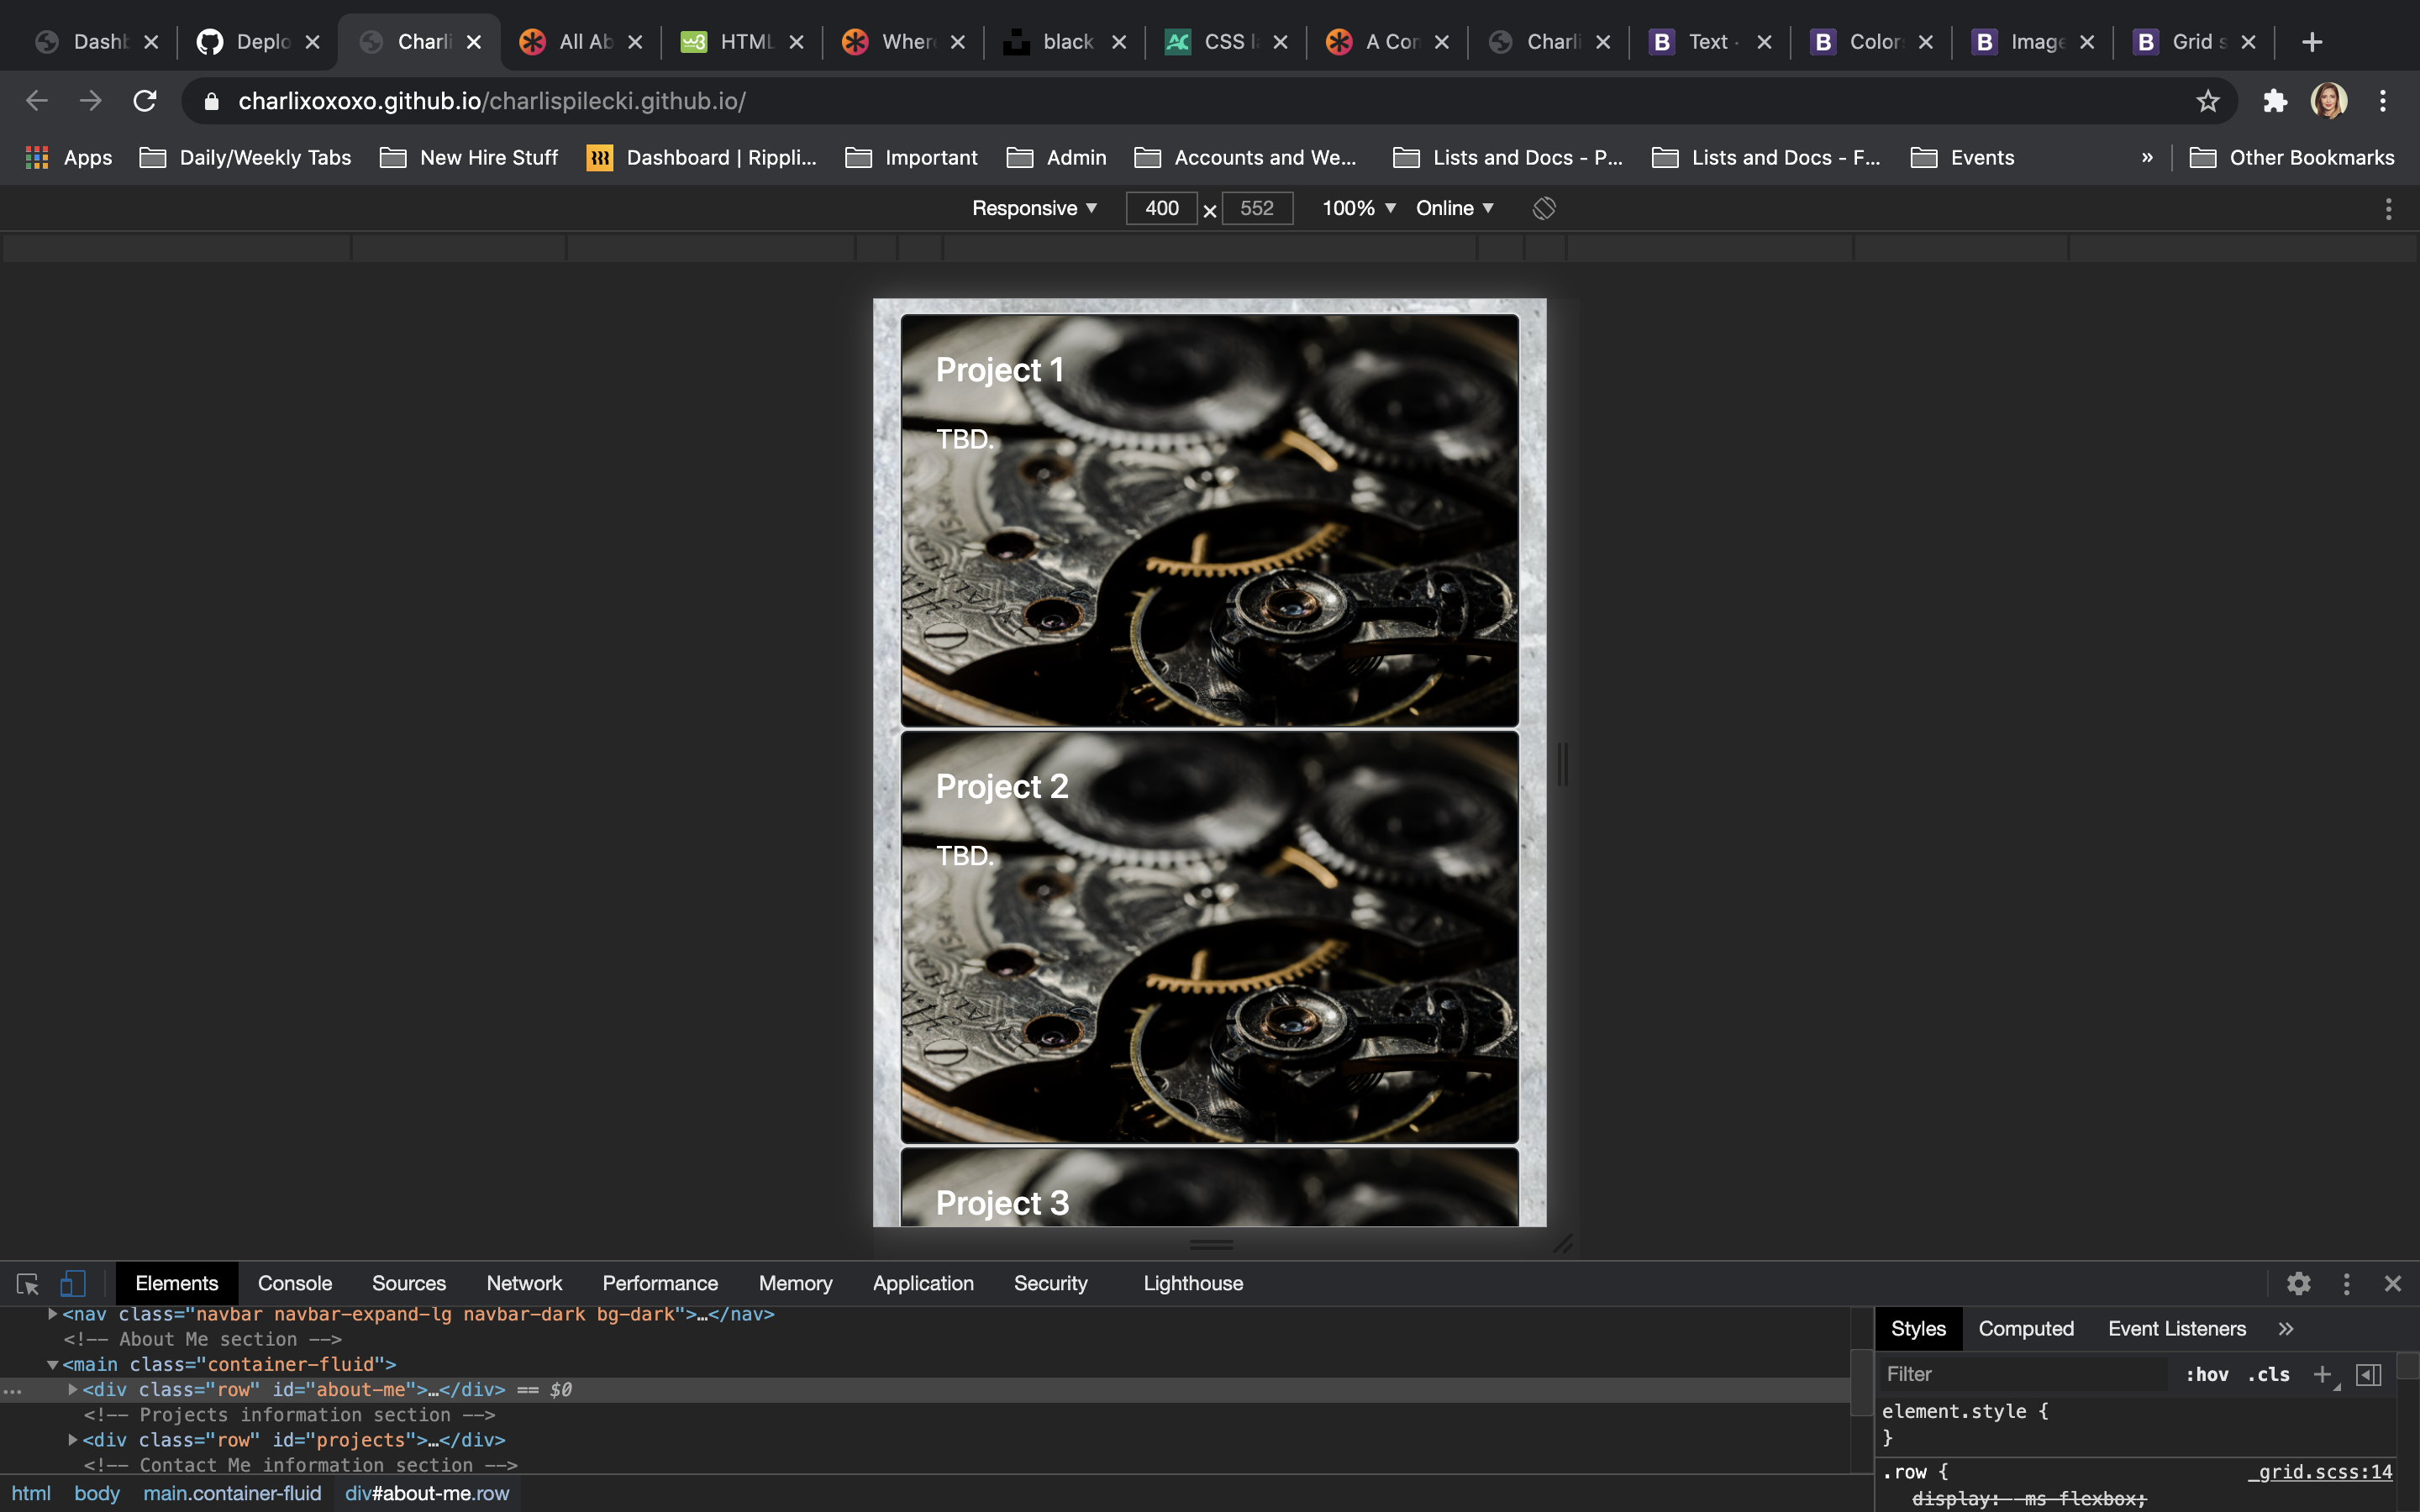 Dashb
Deplo
Charli
All Ab
HTML
Wher
black
CSS l
A Con
Charli
Text ·
Color
Image
Grid s
charlixoxoxo.github.io/charlispilecki.github.io/
Apps
Daily/Weekly Tabs
New Hire Stuff
Dashboard | Rippli...
Important
Admin
Accounts and We...
Lists and Docs - P...
Lists and Docs - F...
Events
»
Other Bookmarks
Responsive
400 × 552
100%
Online
Project 1
TBD.
Project 2
TBD.
Project 3
Elements
Console
Sources
Network
Performance
Memory
Application
Security
Lighthouse
<nav class="navbar navbar-expand-lg navbar-dark bg-dark">…</nav>
<!-- About Me section -->
<main class="container-fluid">
<div class="row" id="about-me">…</div> == $0
<!-- Projects information section -->
<div class="row" id="projects">…</div>
<!-- Contact Me information section -->
html body main.container-fluid div#about-me.row
Styles
Computed
Event Listeners
»
Filter
:hov .cls
element.style {
}
.row {
_grid.scss:14
display: -ms-flexbox;